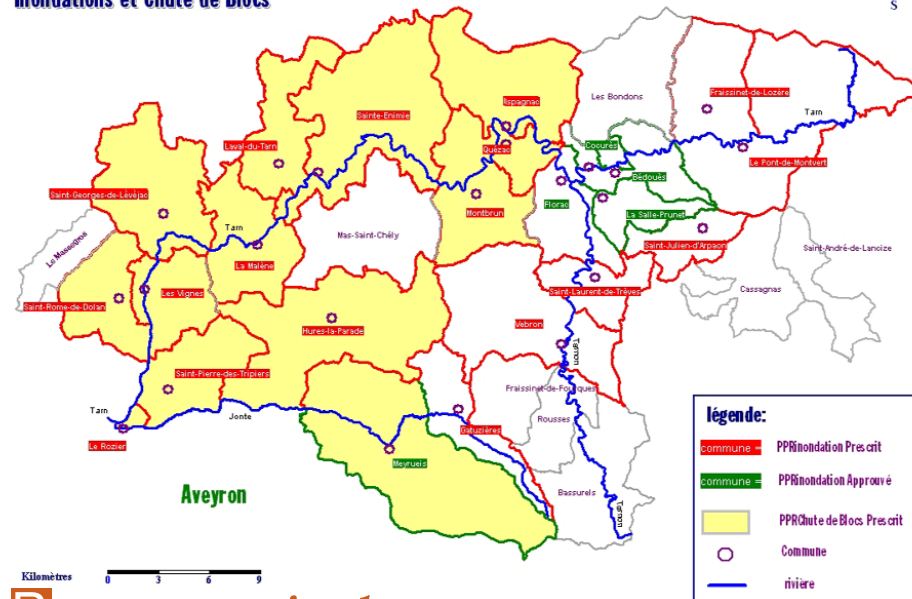 Inondations et Chute de Blocs
S
Les Bondons
Fraissinet-de-Lozère
Ispagnac
Sainte-Enimie
Tarn
Laval-du-Tarn
Quézac
Cocurès
Le Pont-de-Montvert
Bédouès
Saint-Georges-de-Lévéjac
Montbrun
Florac
La Salle-Prunet
Tarn
Mas-Saint-Chély
Saint-Julien-d'Arpaon
Saint-André-de-Lancize
Le Massegros
La Malène
Cassagnas
Saint-Rome-de-Dolan
Les Vignes
Saint-Laurent-de-Trèves
Hures-la-Parade
Vebron
Tarnon
Saint-Pierre-des-Tripiers
Fraissinet-de-Fourques
Tarn
Jonte
Rousses
Le Rozier
Gatuzières
Meyrueis
Aveyron
Bassurels
Tarnon
légende:
commune = PPRinondation Prescrit
commune = PPRinondation Approuvé
PPRChute de Blocs Prescrit
Commune
rivière
Kilomètres
0 3 6 9